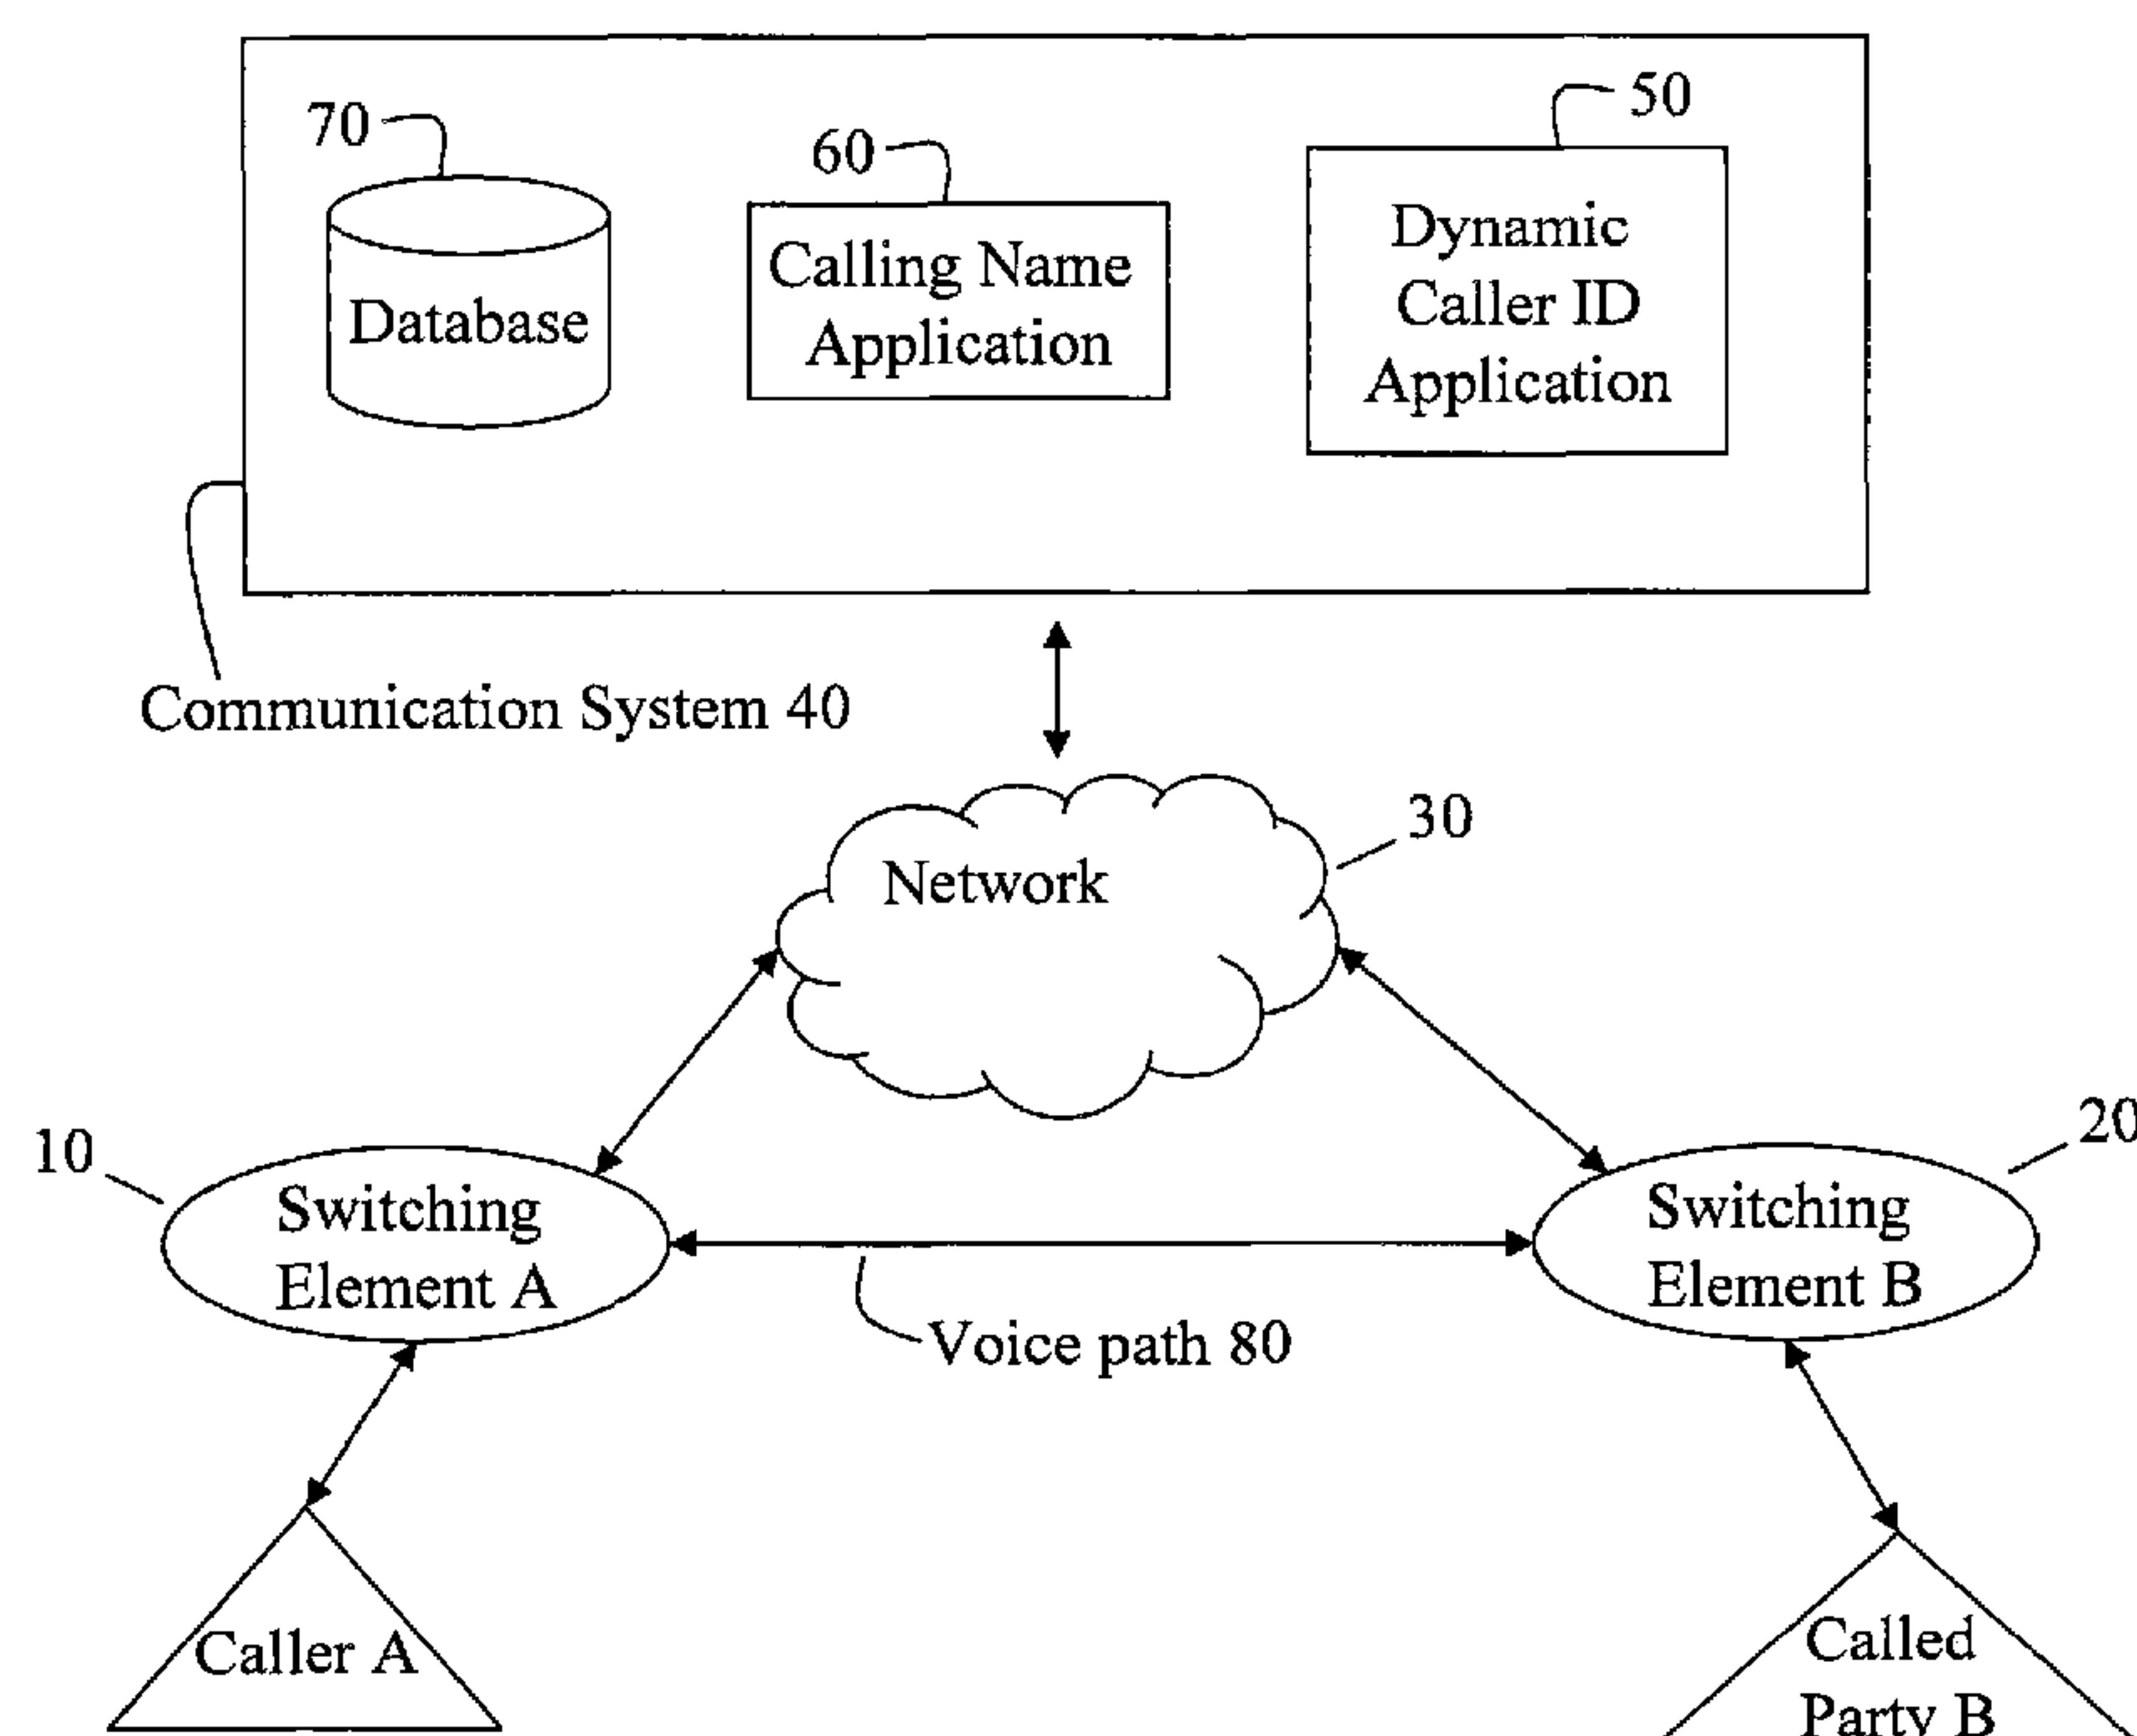 50
70
60
Dynamic
Caller ID
Application
Calling Name
Application
Database
Communication System 40
30
Network
10
20
Switching
Element A
Switching
Element B
Voice path 80
Caller A
Called
Party B